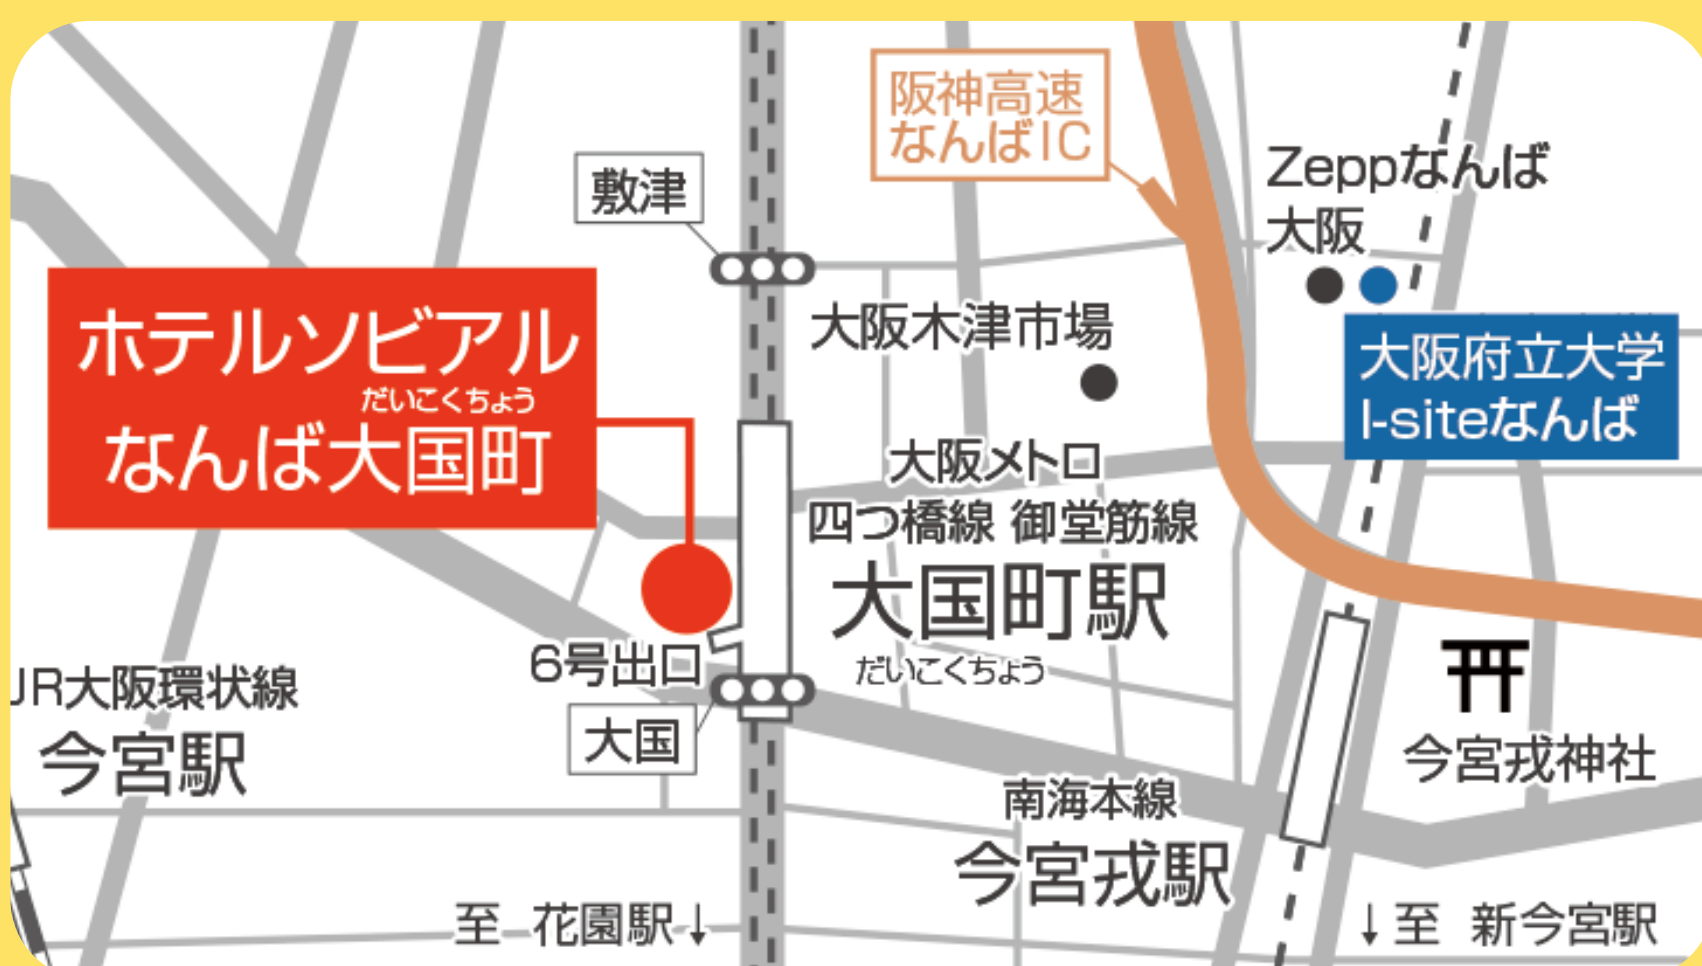 阪神高速
なんばIC
敷津
Zeppなんば
大阪
ホテルソビアル
だいこくちょう
なんば大国町
大阪木津市場
大阪府立大学
I-siteなんば
大阪メトロ
四つ橋線 御堂筋線
大国町駅
だいこくちょう
6号出口
JR大阪環状線
今宮駅
大国
今宮戎神社
南海本線
今宮戎駅
至 花園駅↓
↓至 新今宮駅